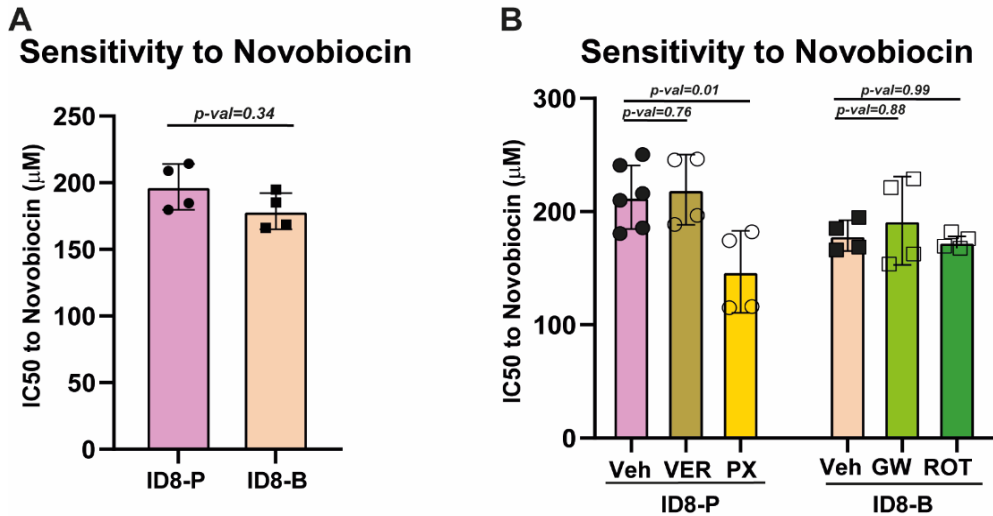 A
Sensitivity to Novobiocin
p-val=0.34
IC50 to Novobiocin (µM)
250
200
150
100
50
0
ID8-P
ID8-B
B
Sensitivity to Novobiocin
p-val=0.01
p-val=0.76
p-val=0.99
p-val=0.88
IC50 to Novobiocin (µM)
300
200
100
0
Veh VER PX
ID8-P
Veh GW ROT
ID8-B